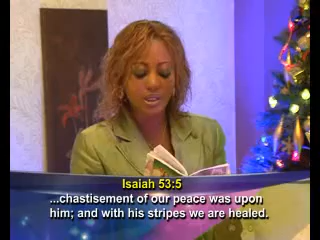 Isaiah 53:5
...chastisement of our peace was upon
him; and with his stripes we are healed.